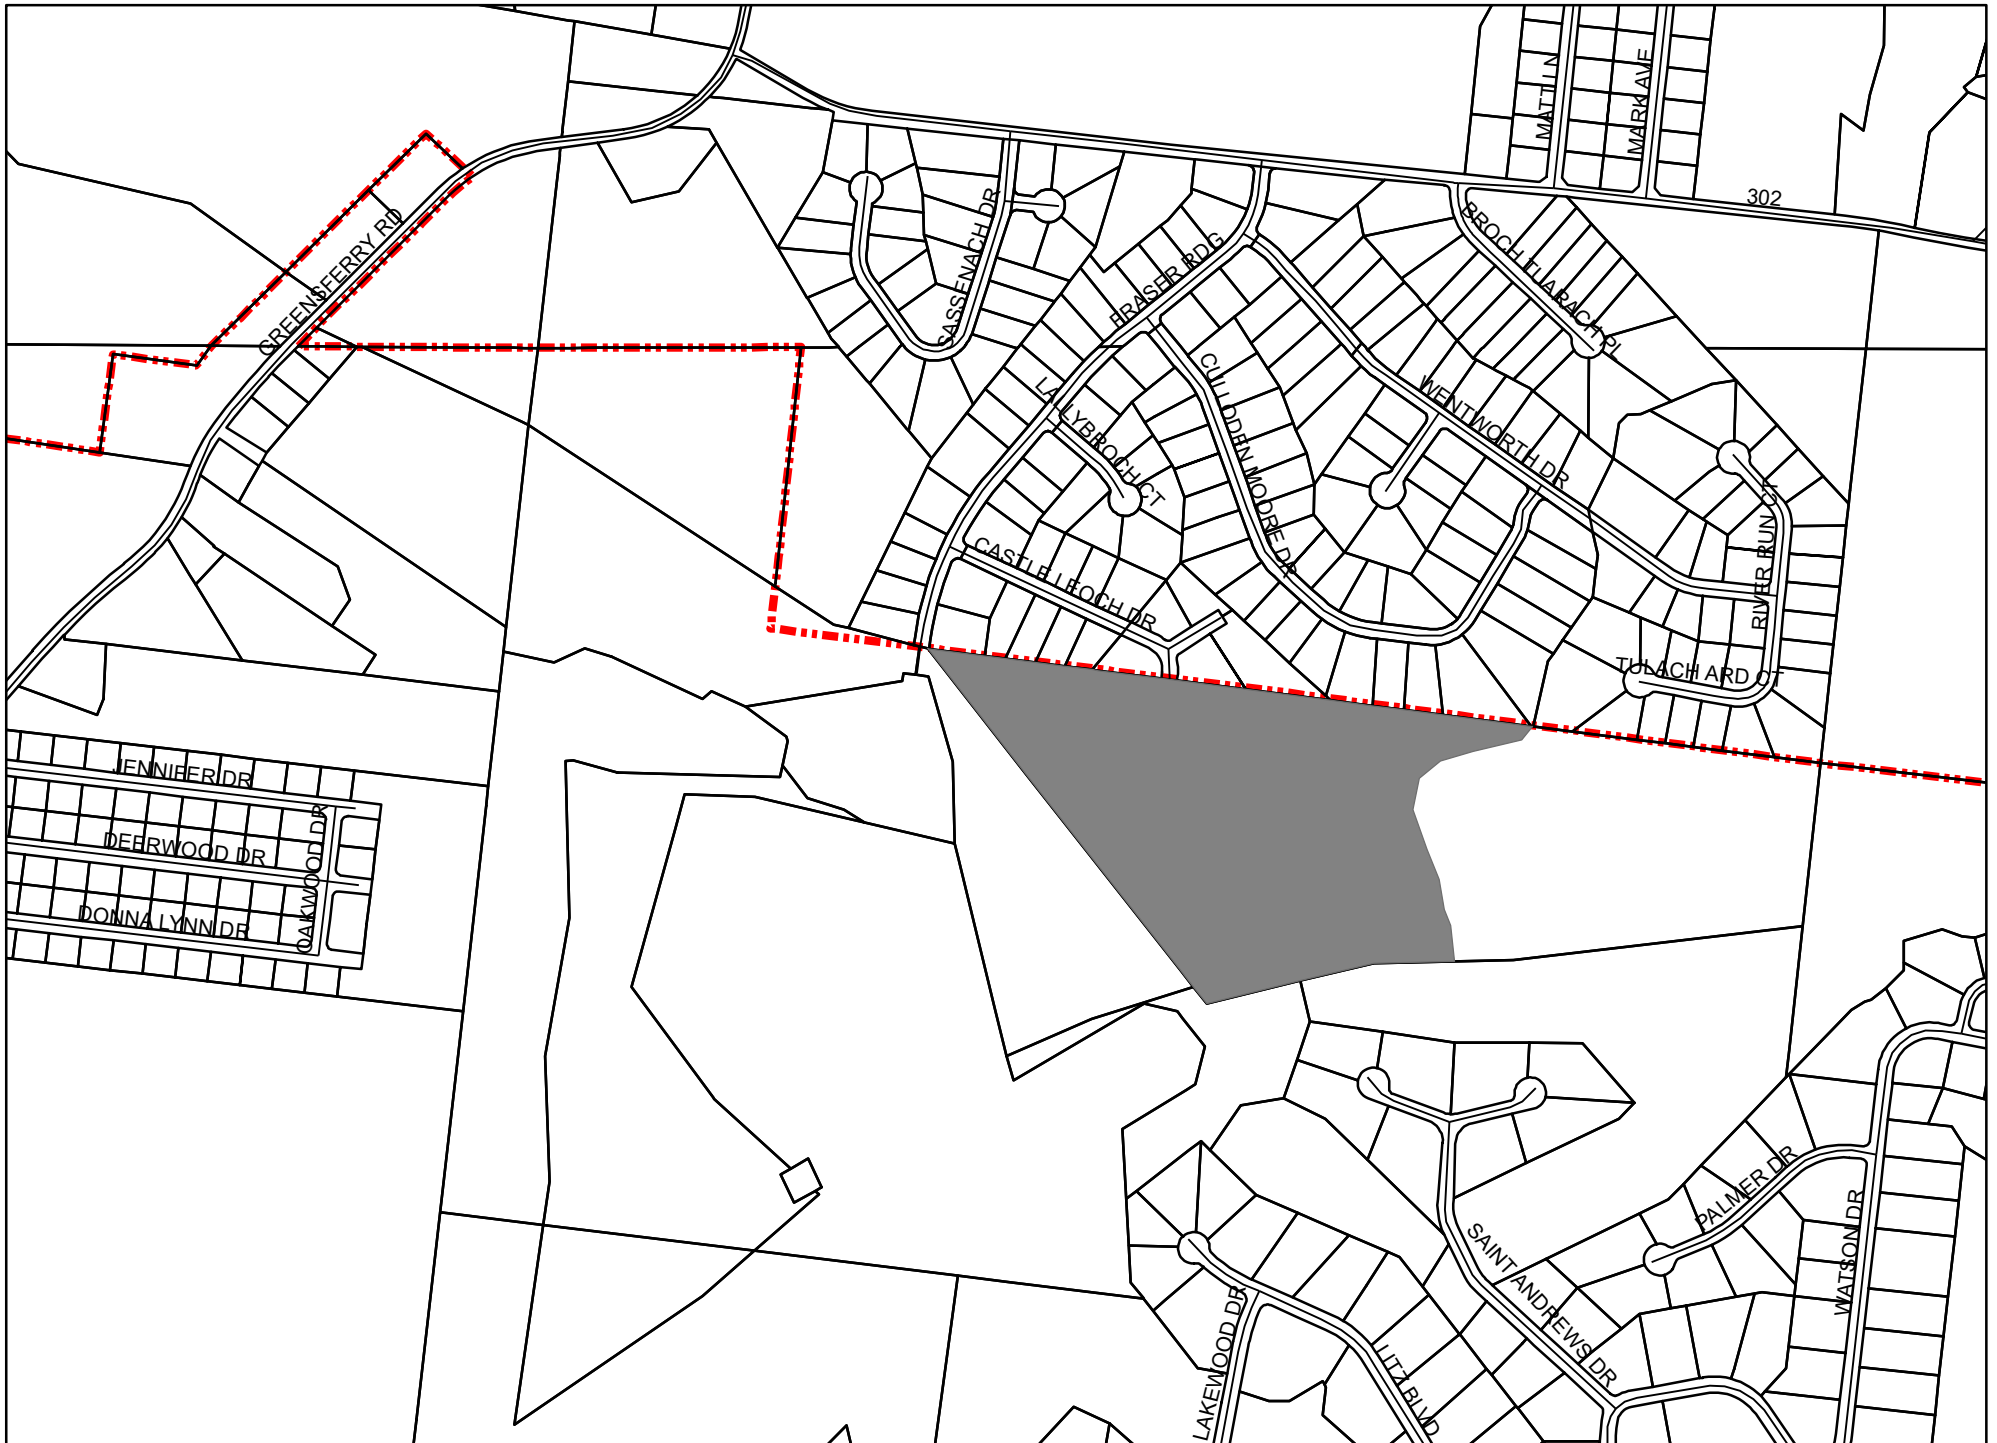 MATT LN
MARK AVE
302
GREENSFERRY RD
SASSENACH DR
FRASER RDG
BROCH TUARACH PL
LALLYBROCH CT
CULLODEN MOORE DR
WENTWORTH DR
CASTLE LEOCH DR
RIVER RUN CT
TULACH ARD CT
JENNIFER DR
DEERWOOD DR
OAKWOOD DR
DONNA LYNN DR
PALMER DR
WATSON DR
SAINT ANDREWS DR
LAKEWOOD DR
LITZ BLVD